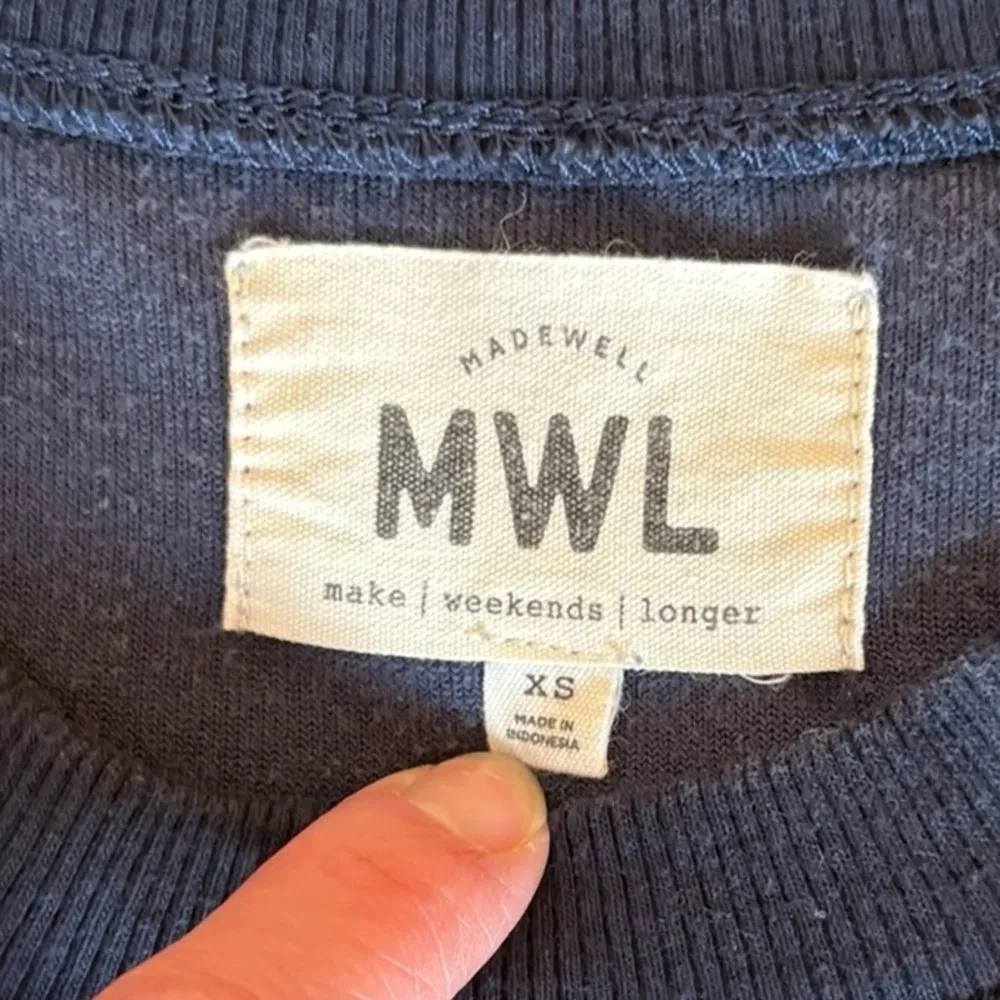 MADEWELL
MWL
make | weekends | longer
XS
MADE IN
INDONESIA